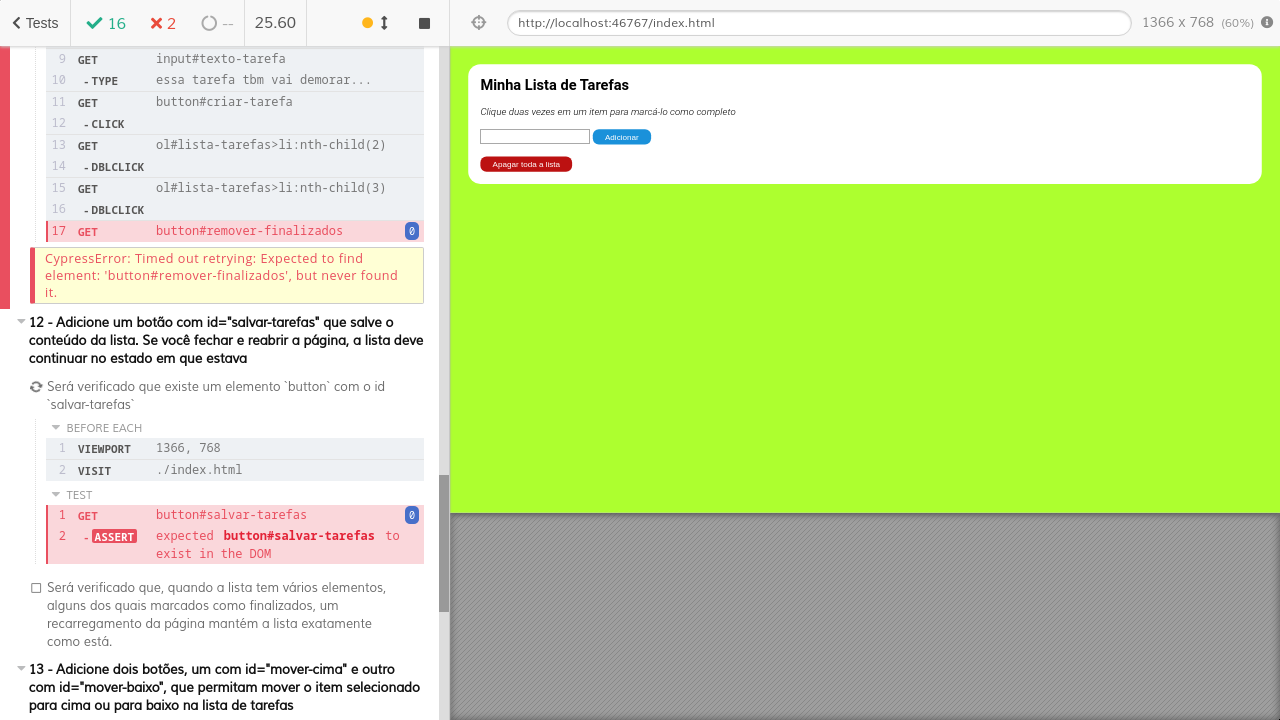 Tests
16
2
--
25.60
http://localhost:46767/index.html
1366 x 768 (60%)
9 GET input#texto-tarefa
10 - TYPE essa tarefa tbm vai demorar...
11 GET button#criar-tarefa
12 - CLICK
13 GET ol#lista-tarefas>li:nth-child(2)
14 - DBLCLICK
15 GET ol#lista-tarefas>li:nth-child(3)
16 - DBLCLICK
17 GET button#remover-finalizados 0
CypressError: Timed out retrying: Expected to find
element: 'button#remover-finalizados', but never found
it.
12 - Adicione um botão com id="salvar-tarefas" que salve o
conteúdo da lista. Se você fechar e reabrir a página, a lista deve
continuar no estado em que estava
Será verificado que existe um elemento `button` com o id
`salvar-tarefas`
BEFORE EACH
1 VIEWPORT 1366, 768
2 VISIT ./index.html
TEST
1 GET button#salvar-tarefas 0
2 - ASSERT expected button#salvar-tarefas to
exist in the DOM
Será verificado que, quando a lista tem vários elementos,
alguns dos quais marcados como finalizados, um
recarregamento da página mantém a lista exatamente
como está.
13 - Adicione dois botões, um com id="mover-cima" e outro
com id="mover-baixo", que permitam mover o item selecionado
para cima ou para baixo na lista de tarefas
Minha Lista de Tarefas
Clique duas vezes em um item para marcá-lo como completo
Adicionar
Apagar toda a lista